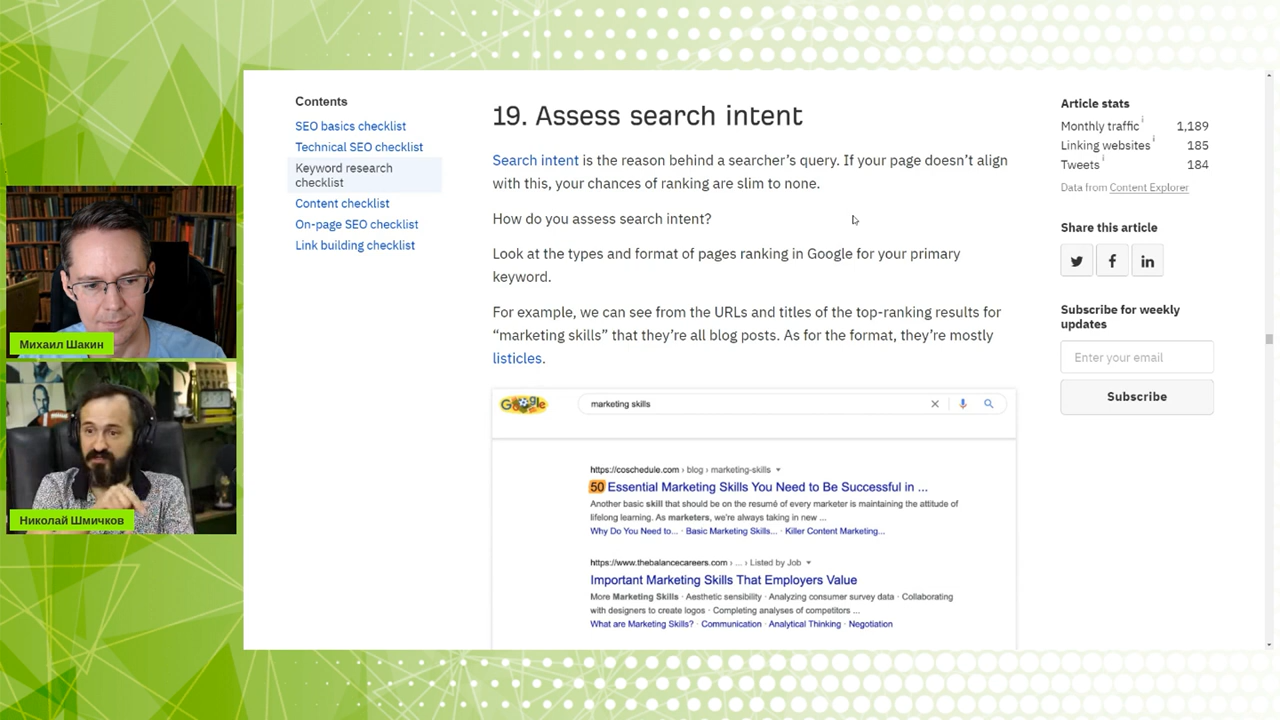 Contents
SEO basics checklist
Technical SEO checklist
Keyword research
checklist
Content checklist
On-page SEO checklist
Link building checklist
Михаил Шакин
Николай Шмичков
19. Assess search intent
Search intent is the reason behind a searcher’s query. If your page doesn’t align
with this, your chances of ranking are slim to none.
How do you assess search intent?
Look at the types and format of pages ranking in Google for your primary
keyword.
For example, we can see from the URLs and titles of the top-ranking results for
“marketing skills” that they’re all blog posts. As for the format, they’re mostly
listicles.
Google
marketing skills
https://coschedule.com › blog › marketing-skills
50 Essential Marketing Skills You Need to Be Successful in ...
Another basic skill that should be on the resumé of every marketer is maintaining the attitude of
lifelong learning. As marketers, we're always taking in new ...
Why Do You Need to... · Basic Marketing Skills... · Killer Content Marketing...
https://www.thebalancecareers.com › ... › Listed by Job
Important Marketing Skills That Employers Value
More Marketing Skills · Aesthetic sensibility · Analyzing consumer survey data · Collaborating
with designers to create logos · Completing analyses of competitors ...
What are Marketing Skills? · Communication · Analytical Thinking · Negotiation
Article stats
Monthly traffic i 1,189
Linking websites i 185
Tweets i 184
Data from Content Explorer
Share this article
Subscribe for weekly
updates
Enter your email
Subscribe